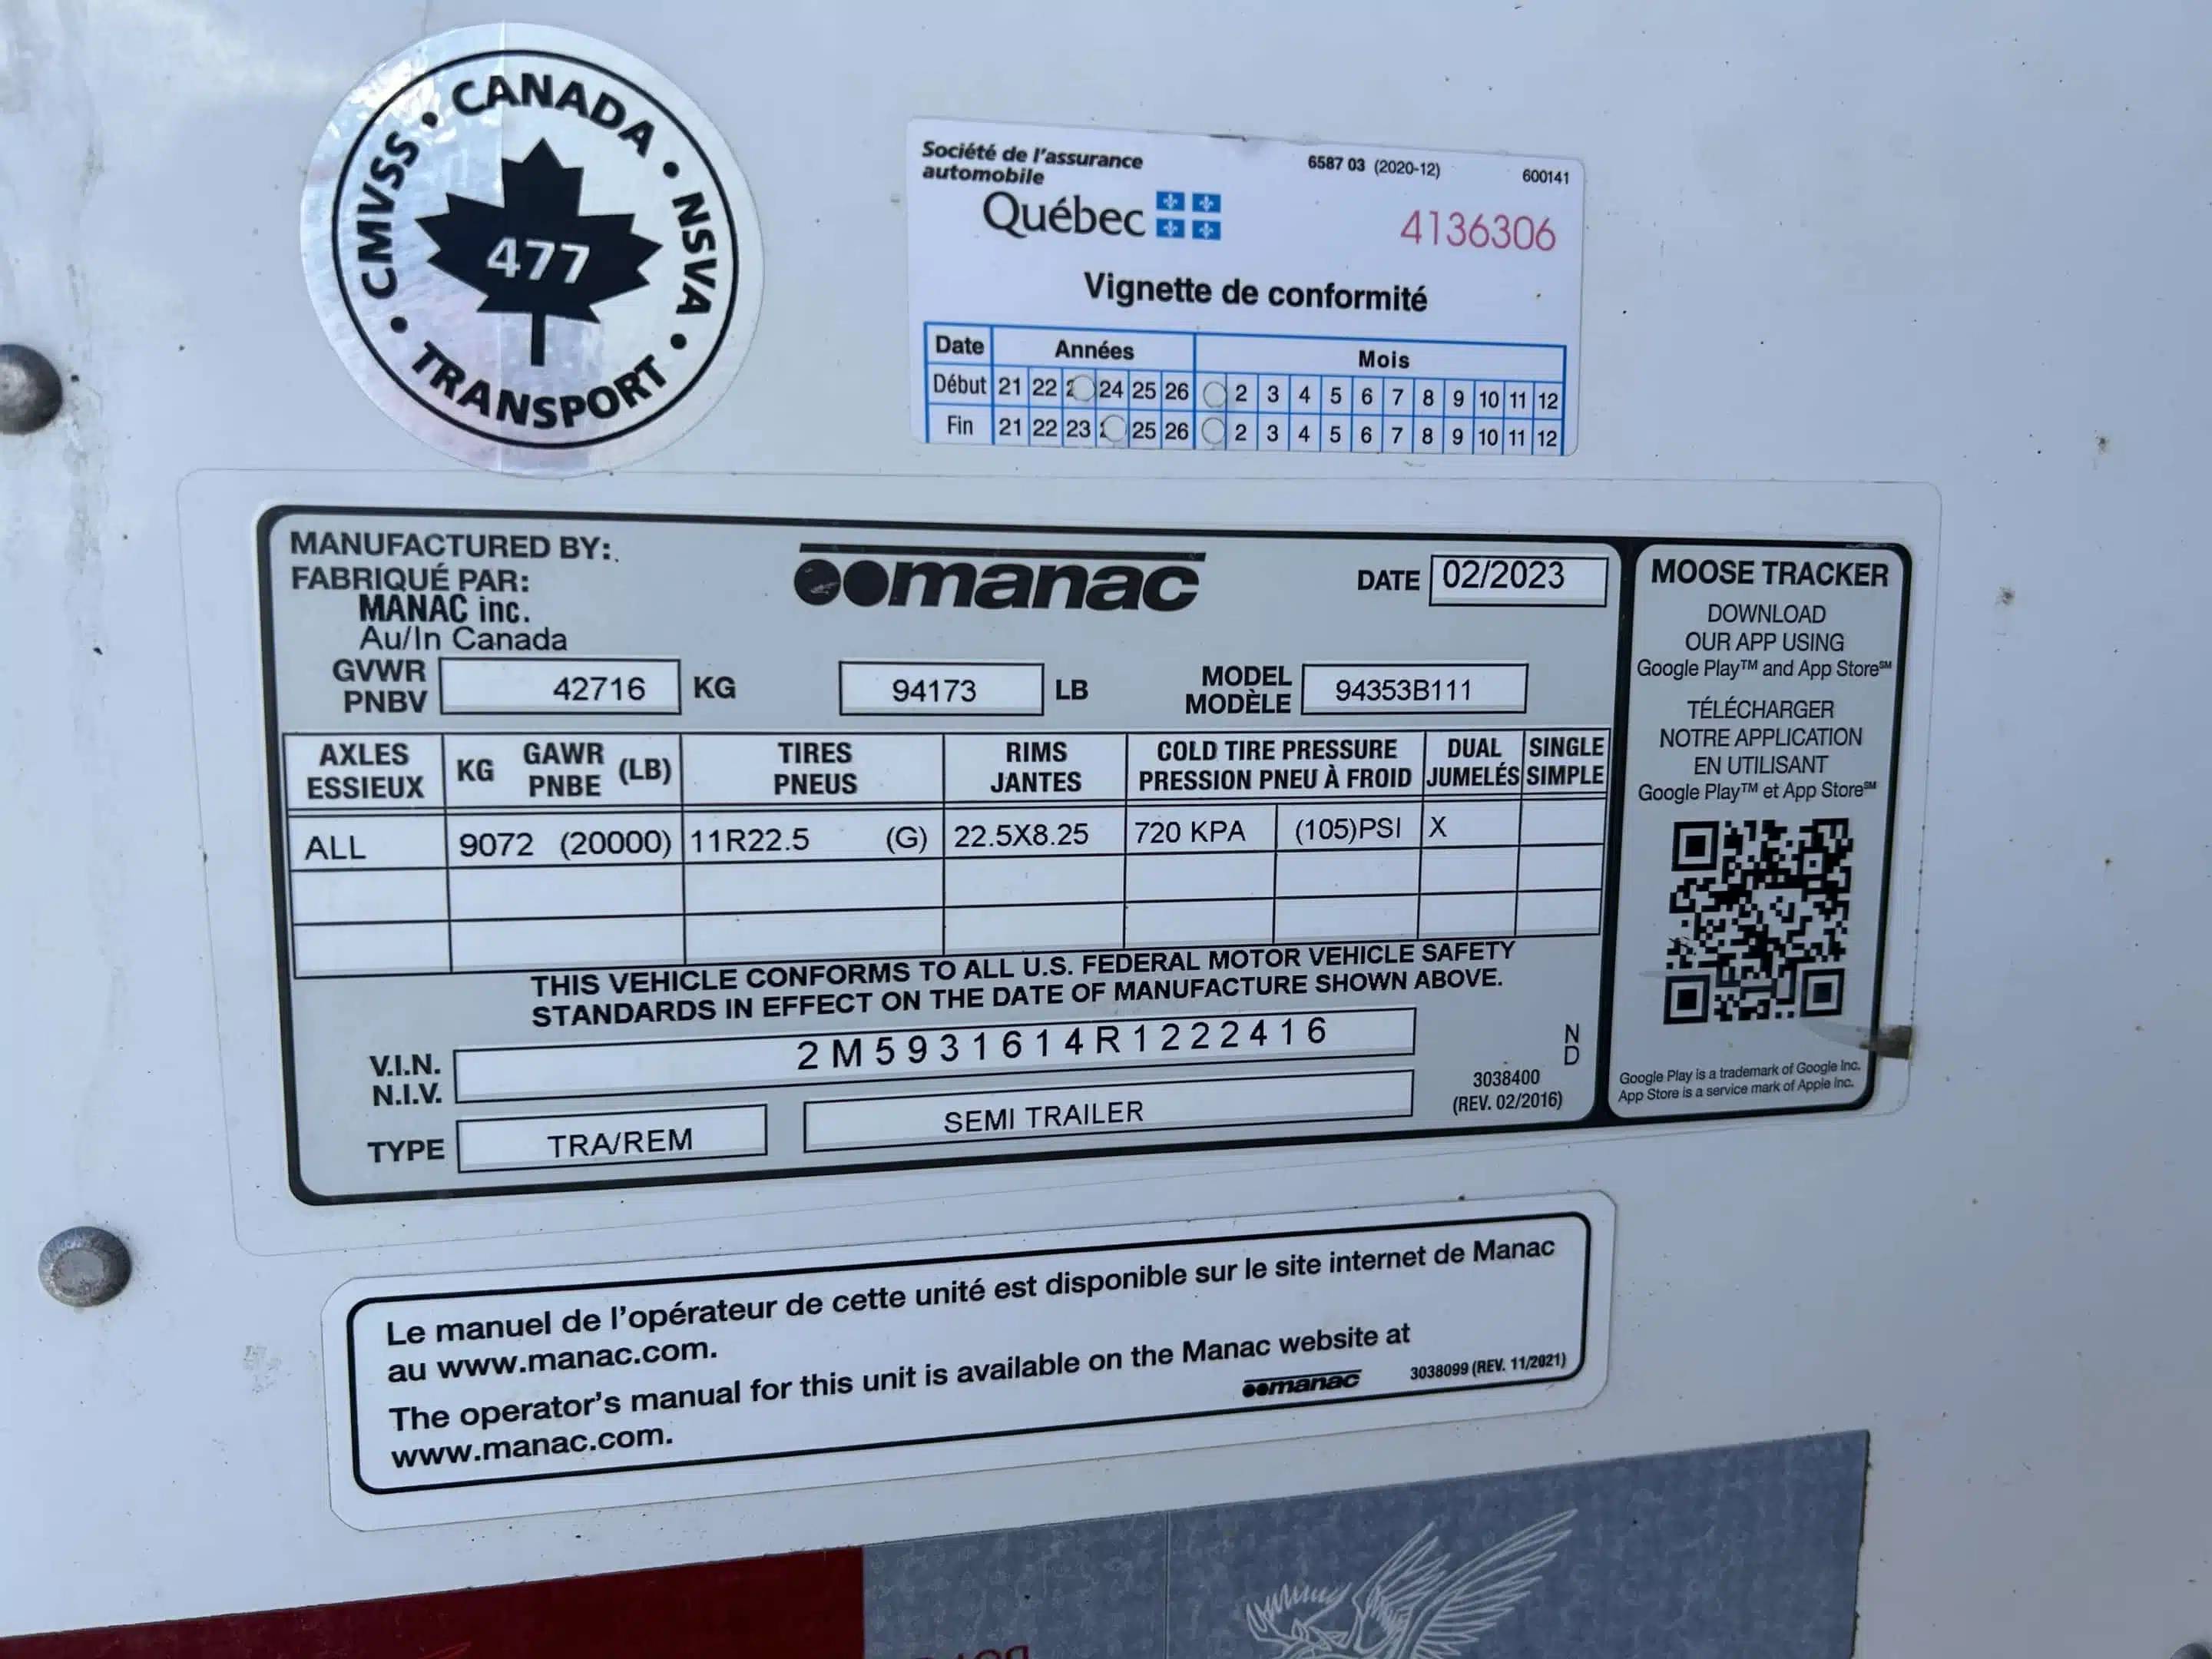 CMVSS • CANADA • NSVA • TRANSPORT •
477
Société de l'assurance
automobile
Québec
6587 03 (2020-12)
600141
4136306
Vignette de conformité
Date Années Mois
Début 21 22 24 25 26 2 3 4 5 6 7 8 9 10 11 12
Fin 21 22 23 25 26 2 3 4 5 6 7 8 9 10 11 12
MANUFACTURED BY:
FABRIQUÉ PAR:
MANAC inc.
Au/In Canada
manac
DATE 02/2023
GVWR
PNBV
42716 KG
94173 LB
MODEL
MODÈLE
94353B111
AXLES
ESSIEUX
KG GAWR (LB)
PNBE
TIRES
PNEUS
RIMS
JANTES
COLD TIRE PRESSURE
PRESSION PNEU À FROID
DUAL
JUMELÉS
SINGLE
SIMPLE
ALL 9072 (20000) 11R22.5 (G) 22.5X8.25 720 KPA (105)PSI X
THIS VEHICLE CONFORMS TO ALL U.S. FEDERAL MOTOR VEHICLE SAFETY
STANDARDS IN EFFECT ON THE DATE OF MANUFACTURE SHOWN ABOVE.
V.I.N.
N.I.V.
2M5931614R1222416
TYPE TRA/REM SEMI TRAILER
ND
3038400
(REV. 02/2016)
MOOSE TRACKER
DOWNLOAD
OUR APP USING
Google Play™ and App Store℠
TÉLÉCHARGER
NOTRE APPLICATION
EN UTILISANT
Google Play™ et App Store℠
Google Play is a trademark of Google Inc.
App Store is a service mark of Apple Inc.
Le manuel de l'opérateur de cette unité est disponible sur le site internet de Manac
au www.manac.com.
The operator's manual for this unit is available on the Manac website at
www.manac.com.
manac
3038099 (REV. 11/2021)